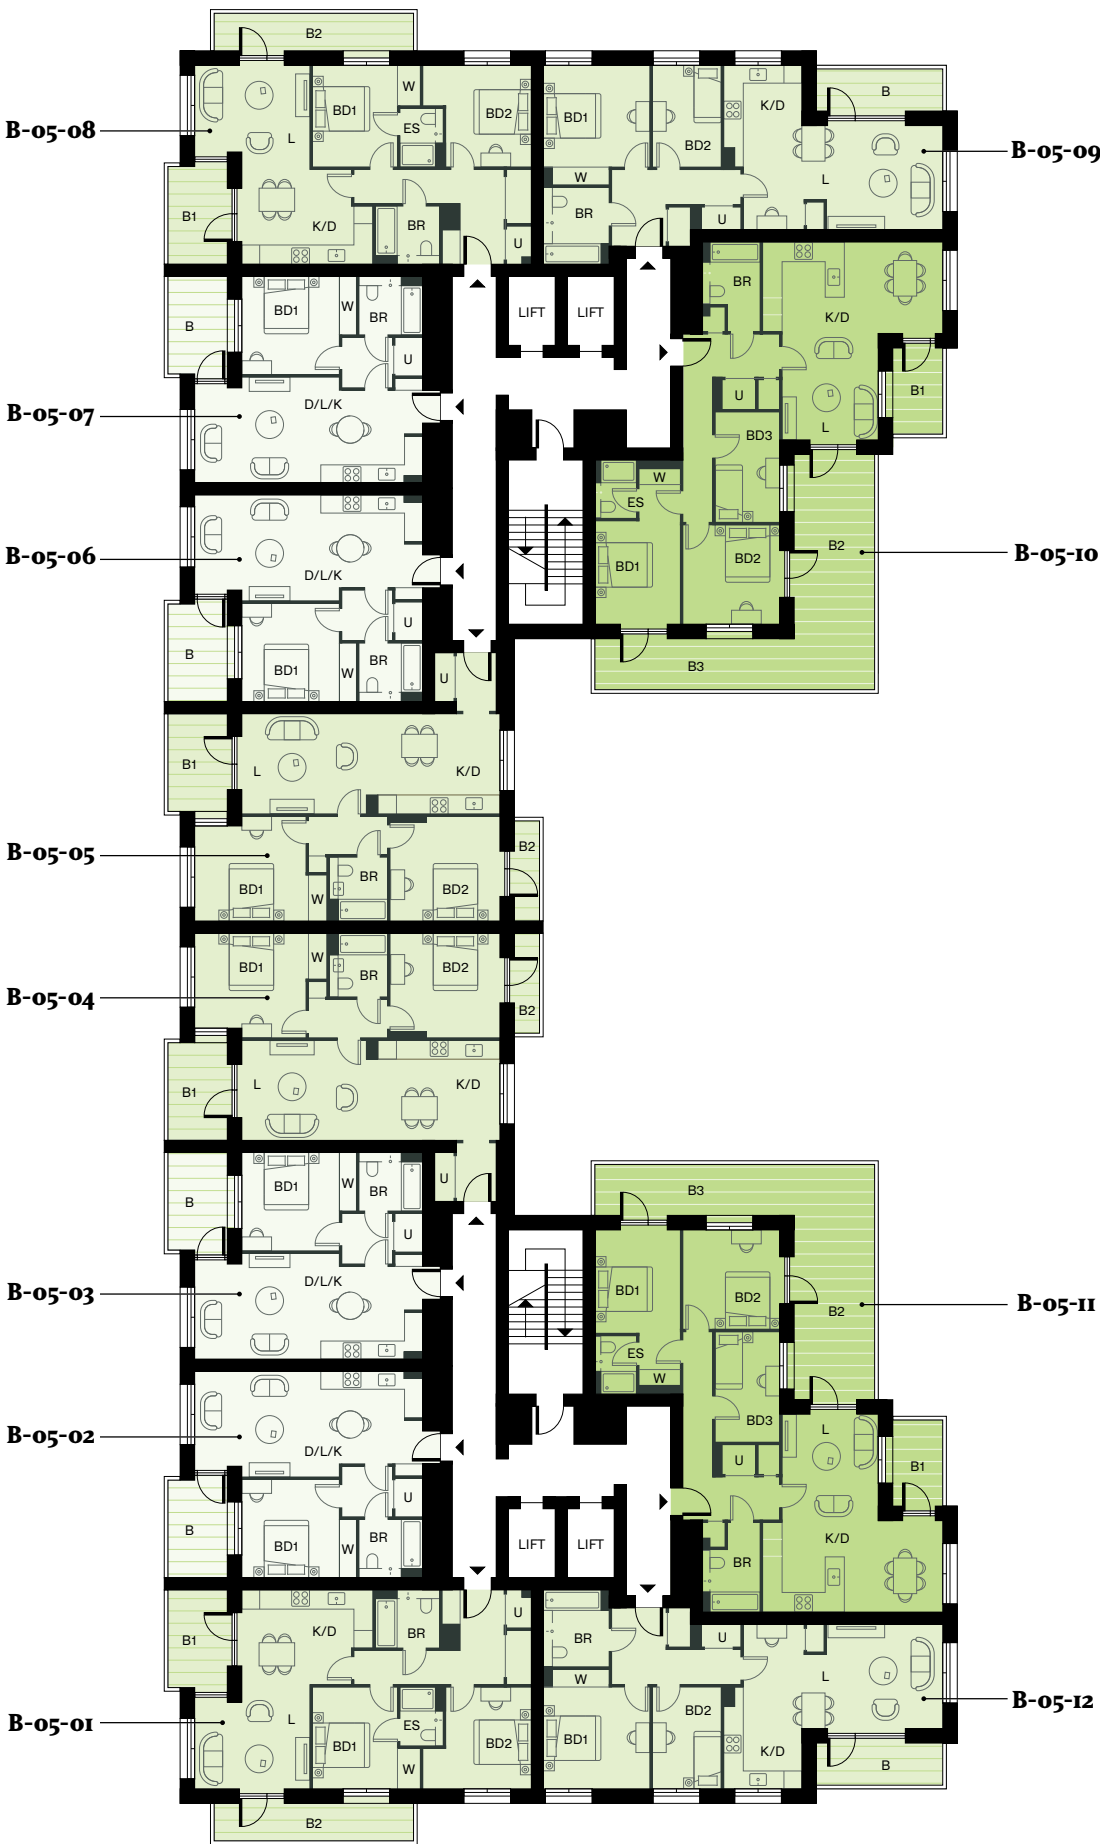 B2
B-05-08
L
BD1
W
ES
BD2
B1
K/D
BR
U
BD1
BD2
K/D
B
W
BR
U
L
B-05-09
LIFT
LIFT
B
BD1
W
BR
U
B-05-07
D/L/K
BR
K/D
B1
U
L
BD3
W
ES
BD1
BD2
B2
B-05-10
B3
B-05-06
D/L/K
U
B
BD1
W
BR
U
B1
L
K/D
B-05-05
BD1
W
BR
BD2
B2
B-05-04
BD1
W
BR
BD2
B2
B1
L
K/D
U
B
BD1
W
BR
U
B-05-03
D/L/K
B3
BD1
BD2
B2
B-05-11
ES
W
BD3
L
U
B1
K/D
BR
B-05-02
D/L/K
U
B
BD1
W
BR
LIFT
LIFT
B1
K/D
BR
U
B-05-01
L
BD1
ES
W
BD2
B2
BR
U
W
L
BD2
BD1
K/D
B
B-05-12